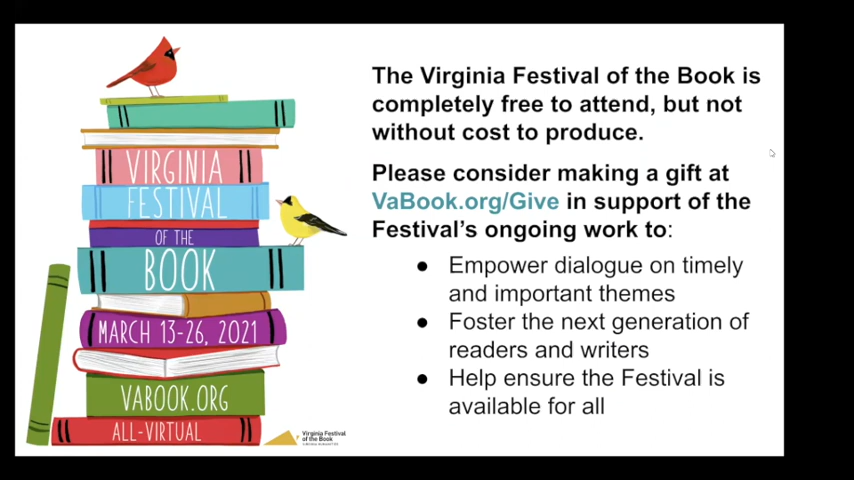 VIRGINIA
FESTIVAL
OF THE
BOOK
MARCH 13-26, 2021
VABOOK.ORG
ALL-VIRTUAL
Virginia Festival
of the Book
The Virginia Festival of the Book is
completely free to attend, but not
without cost to produce.
Please consider making a gift at
VaBook.org/Give in support of the
Festival's ongoing work to:
● Empower dialogue on timely
and important themes
● Foster the next generation of
readers and writers
● Help ensure the Festival is
available for all